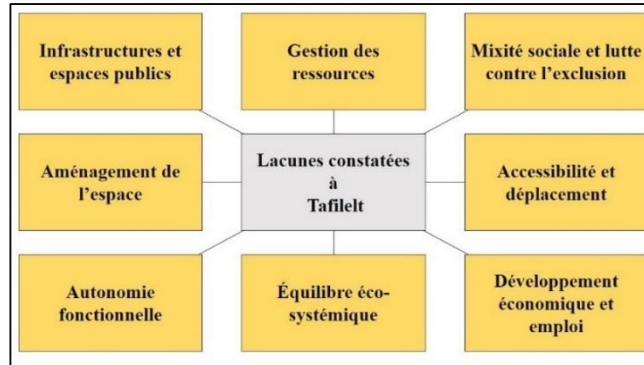 Infrastructures et
espaces publics
Gestion des
ressources
Mixité sociale et lutte
contre l'exclusion
Aménagement de
l'espace
Lacunes constatées
à
Tafilelt
Accessibilité et
déplacement
Autonomie
fonctionnelle
Équilibre éco-
systémique
Développement
économique et
emploi